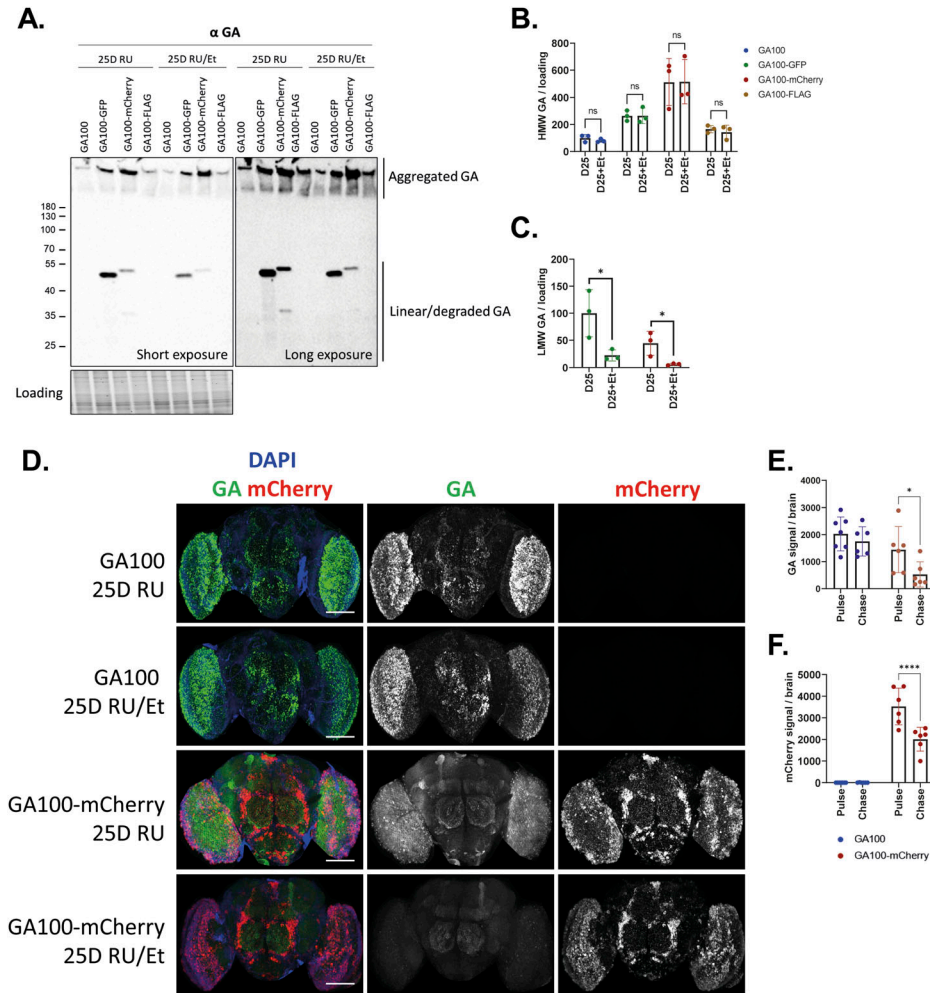 A.
α GA
25D RU
25D RU/Et
25D RU
25D RU/Et
GA100
GA100-GFP
GA100-mCherry
GA100-FLAG
GA100
GA100-GFP
GA100-mCherry
GA100-FLAG
GA100
GA100-GFP
GA100-mCherry
GA100-FLAG
GA100
GA100-GFP
GA100-mCherry
GA100-FLAG
Aggregated GA
180
130
100
70
55
40
35
25
Linear/degraded GA
Short exposure
Long exposure
Loading
B.
HMW GA / loading
800
600
400
200
0
ns
ns
ns
ns
D25
D25+Et
D25
D25+Et
D25
D25+Et
D25
D25+Et
GA100
GA100-GFP
GA100-mCherry
GA100-FLAG
C.
LMW GA / loading
200
150
100
50
0
*
*
D25
D25+Et
D25
D25+Et
D.
DAPI
GA mCherry
GA
mCherry
GA100
25D RU
GA100
25D RU/Et
GA100-mCherry
25D RU
GA100-mCherry
25D RU/Et
E.
GA signal / brain
4000
3000
2000
1000
0
*
Pulse
Chase
Pulse
Chase
F.
mCherry signal / brain
5000
4000
3000
2000
1000
0
****
Pulse
Chase
Pulse
Chase
GA100
GA100-mCherry